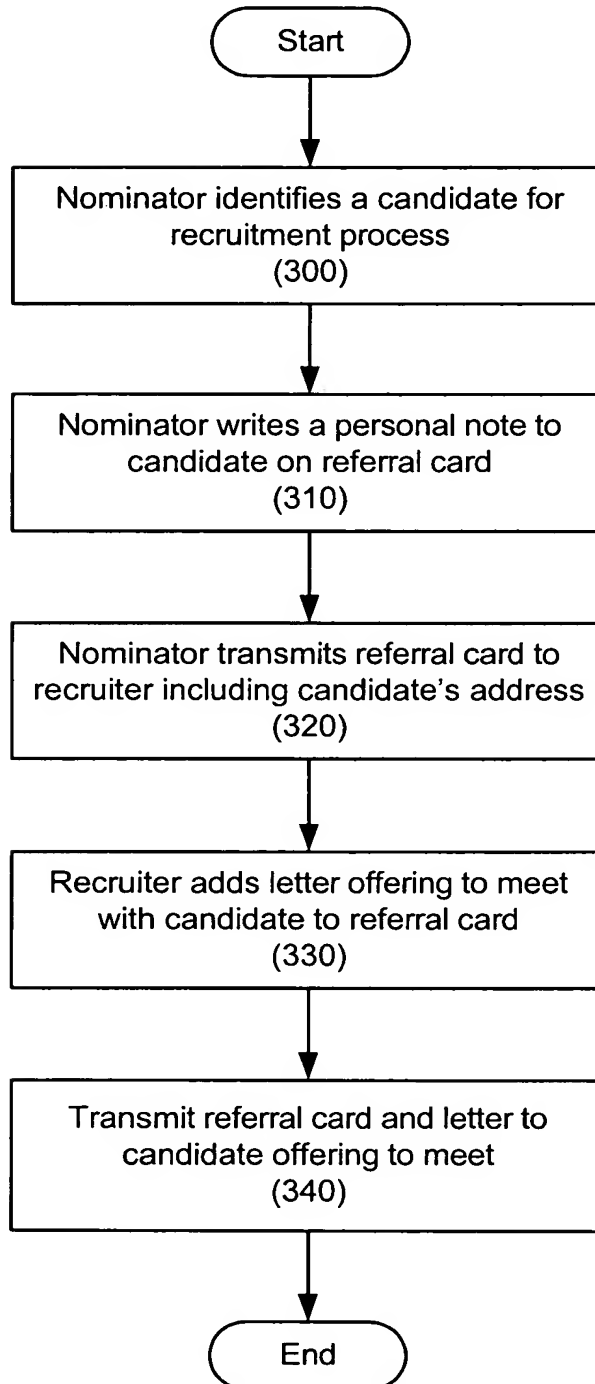 Start
Nominator identifies a candidate for
recruitment process
(300)
Nominator writes a personal note to
candidate on referral card
(310)
Nominator transmits referral card to
recruiter including candidate's address
(320)
Recruiter adds letter offering to meet
with candidate to referral card
(330)
Transmit referral card and letter to
candidate offering to meet
(340)
End